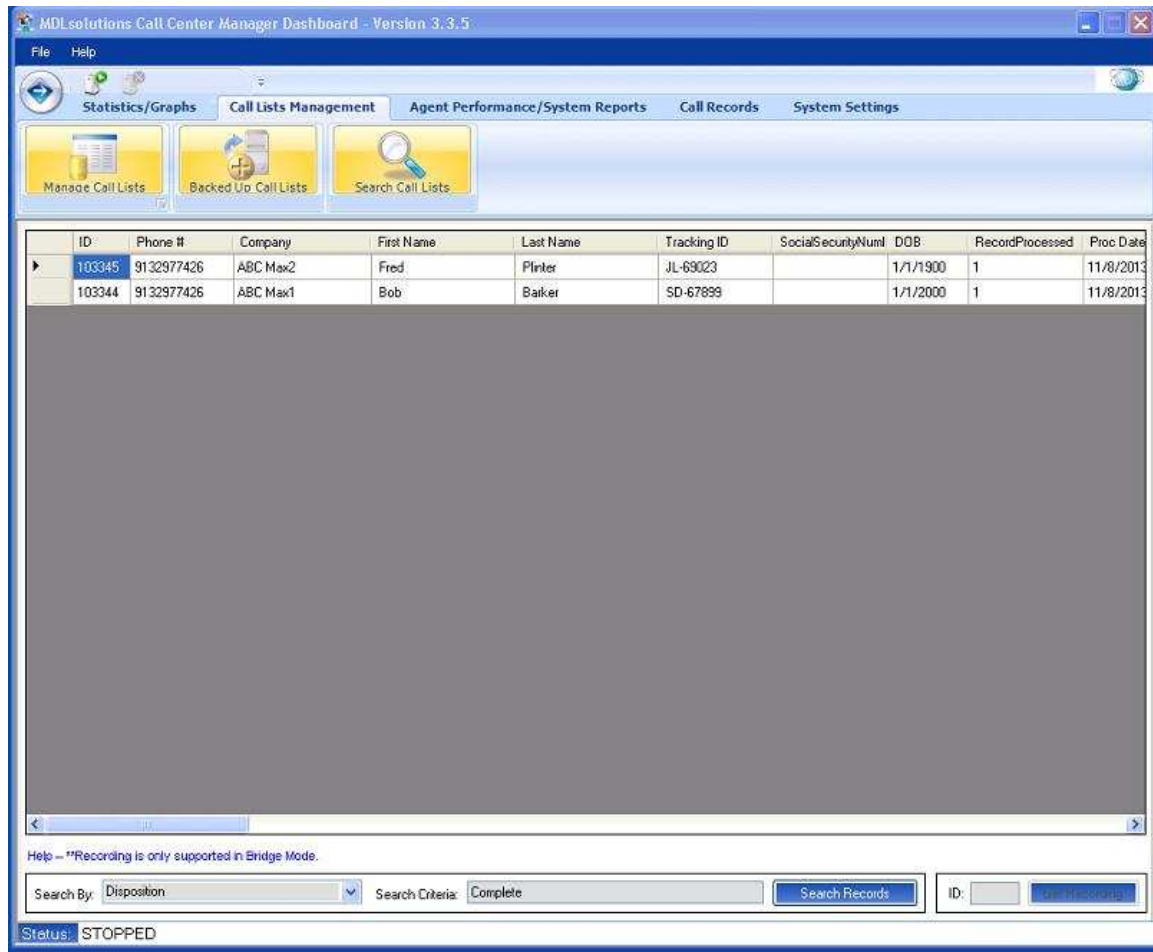 MDLsolutions Call Center Manager Dashboard - Version 3.3.5
File Help
Statistics/Graphs Call Lists Management Agent Performance/System Reports Call Records System Settings
Manage Call Lists Backed Up Call Lists Search Call Lists
ID Phone # Company First Name Last Name Tracking ID SocialSecurityNuml DOB RecordProcessed Proc Date
103345 9132977426 ABC Max2 Fred Plinter JL-69023 1/1/1900 1 11/8/2013
103344 9132977426 ABC Max1 Bob Barker SD-67899 1/1/2000 1 11/8/2013
Help -- **Recording is only supported in Bridge Mode.
Search By: Disposition Search Criteria: Complete Search Records ID: Get Recording
Status: STOPPED